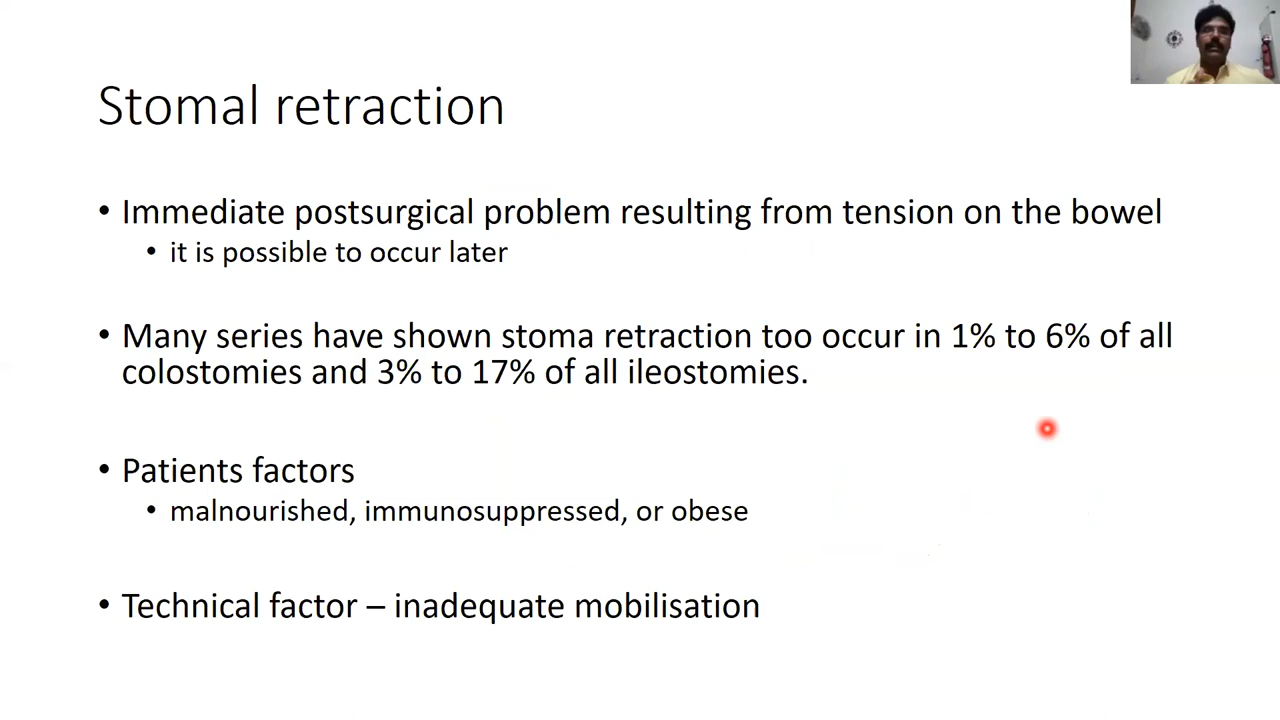 Stomal retraction
• Immediate postsurgical problem resulting from tension on the bowel
• it is possible to occur later
• Many series have shown stoma retraction too occur in 1% to 6% of all
colostomies and 3% to 17% of all ileostomies.
• Patients factors
• malnourished, immunosuppressed, or obese
• Technical factor – inadequate mobilisation